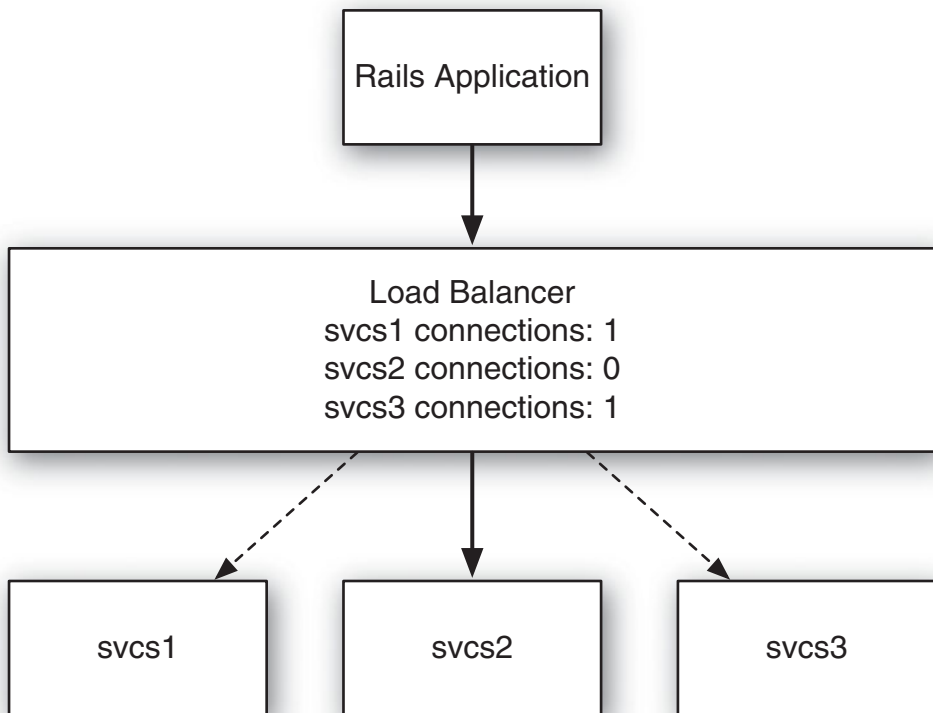 Rails Application
Load Balancer
svcs1 connections: 1
svcs2 connections: 0
svcs3 connections: 1
svcs1
svcs2
svcs3